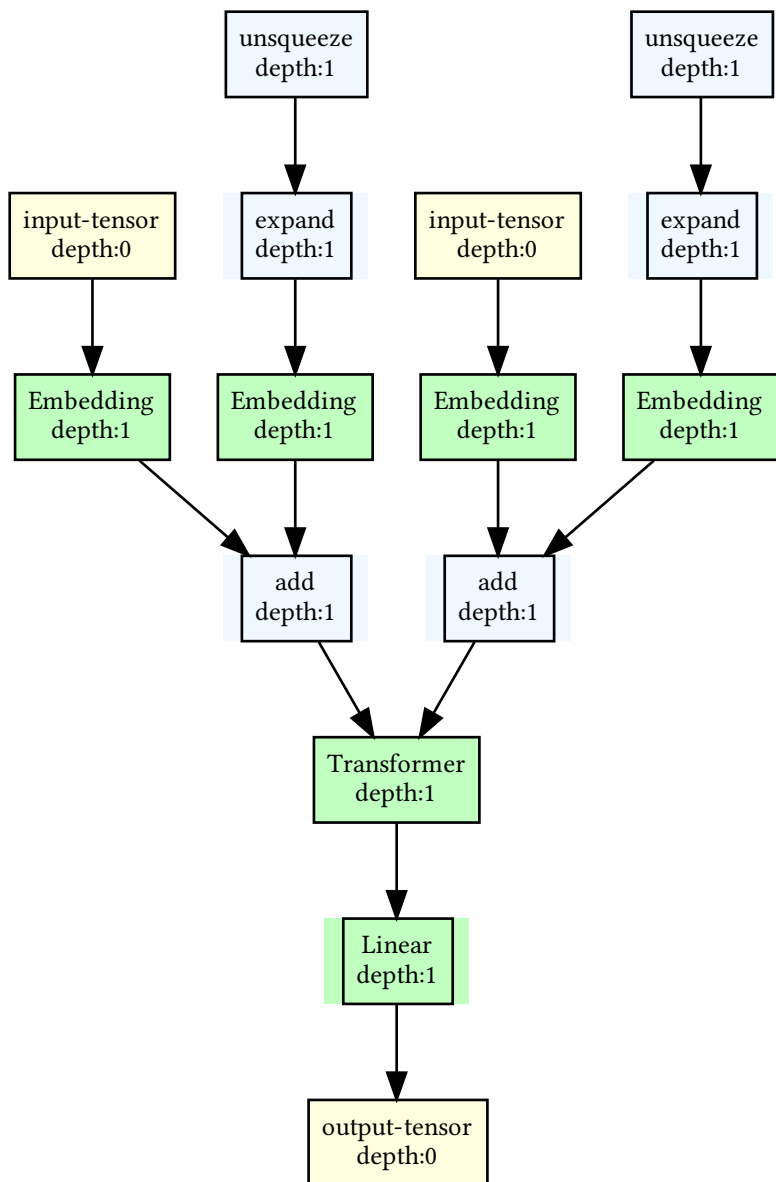 unsqueeze
depth:1
unsqueeze
depth:1
input-tensor
depth:0
expand
depth:1
input-tensor
depth:0
expand
depth:1
Embedding
depth:1
Embedding
depth:1
Embedding
depth:1
Embedding
depth:1
add
depth:1
add
depth:1
Transformer
depth:1
Linear
depth:1
output-tensor
depth:0